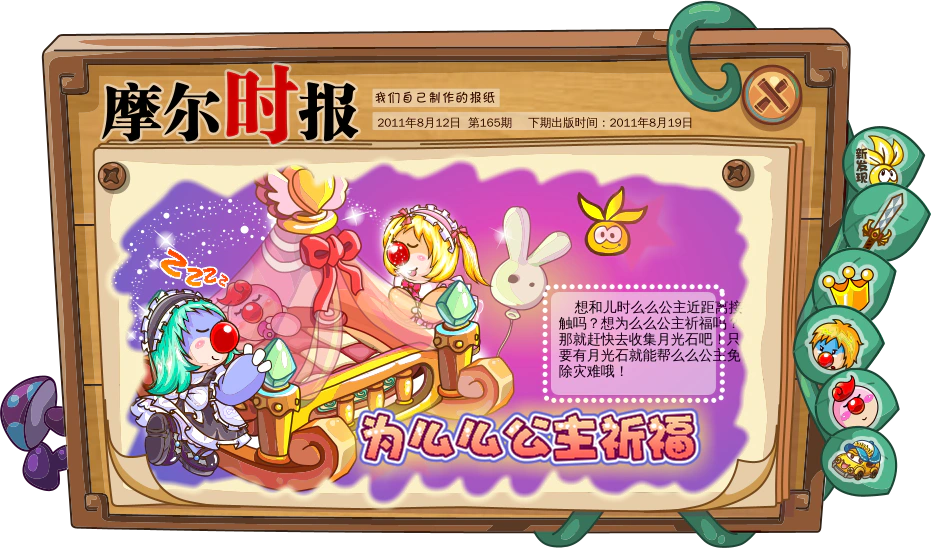 摩尔时报
我们自己制作的报纸
2011年8月12日 第165期 下期出版时间：2011年8月19日
新发现
ZZZZZ
想和儿时么么公主近距离接
触吗？想为么么公主祈福吗？
那就赶快去收集月光石吧！只
要有月光石就能帮么么公主免
除灾难哦！
为么么公主祈福